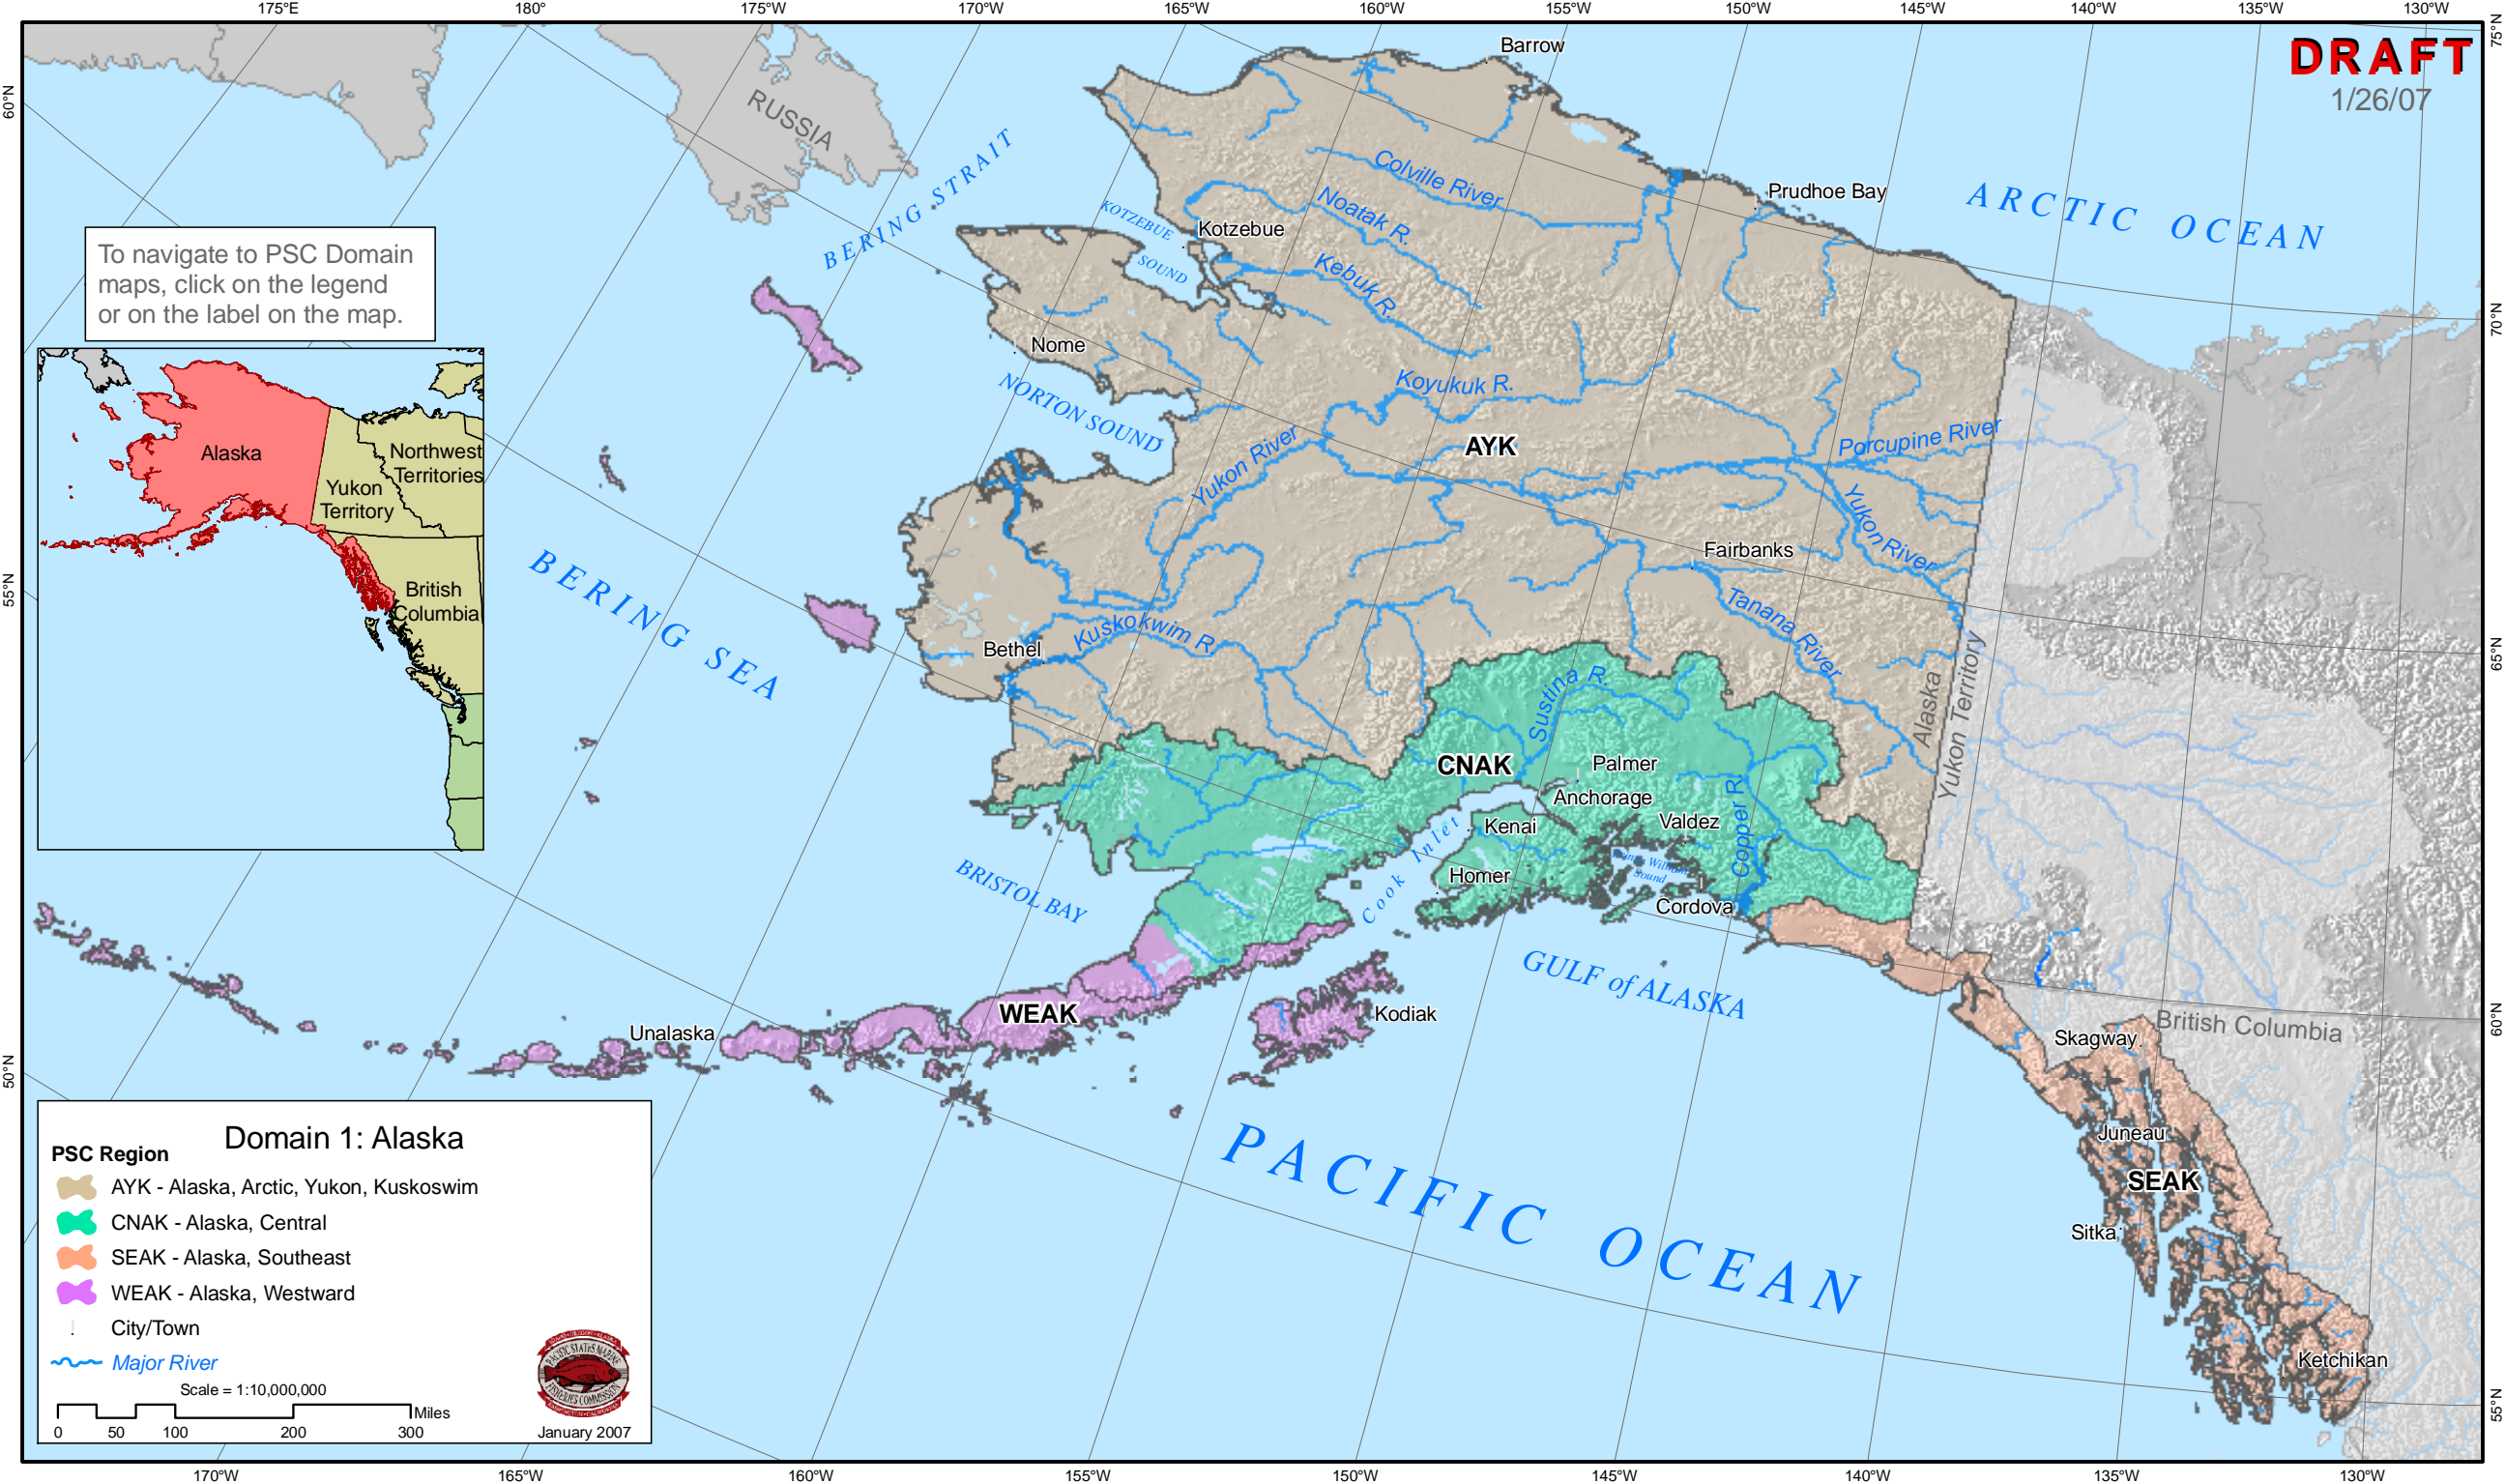 175°E
180°
175°W
170°W
165°W
160°W
155°W
150°W
145°W
140°W
135°W
130°W
75°N
70°N
65°N
60°N
55°N
60°N
55°N
50°N
170°W
165°W
160°W
155°W
150°W
145°W
140°W
135°W
130°W
DRAFT
1/26/07
RUSSIA
BERING STRAIT
ARCTIC OCEAN
Barrow
Prudhoe Bay
Colville River
Noatak R.
KOTZEBUE
SOUND
Kotzebue
Kebuk R.
Nome
NORTON SOUND
Koyukuk R.
AYK
Porcupine River
Yukon River
Yukon River
Fairbanks
Tanana River
Bethel
Kuskokwim R.
BERING SEA
Alaska
Yukon Territory
Sustina R.
CNAK
Palmer
Anchorage
Kenai
Valdez
Copper R.
Cook Inlet
Homer
Sound
Cordova
BRISTOL BAY
GULF of ALASKA
WEAK
Kodiak
Unalaska
British Columbia
Skagway
Juneau
SEAK
Sitka
Ketchikan
PACIFIC OCEAN
To navigate to PSC Domain
maps, click on the legend
or on the label on the map.
Alaska
Northwest
Territories
Yukon
Territory
British
Columbia
Domain 1: Alaska
PSC Region
AYK - Alaska, Arctic, Yukon, Kuskoswim
CNAK - Alaska, Central
SEAK - Alaska, Southeast
WEAK - Alaska, Westward
City/Town
Major River
Scale = 1:10,000,000
Miles
0 50 100 200 300
PACIFIC STATES MARINE
FISHERIES COMMISSION
January 2007